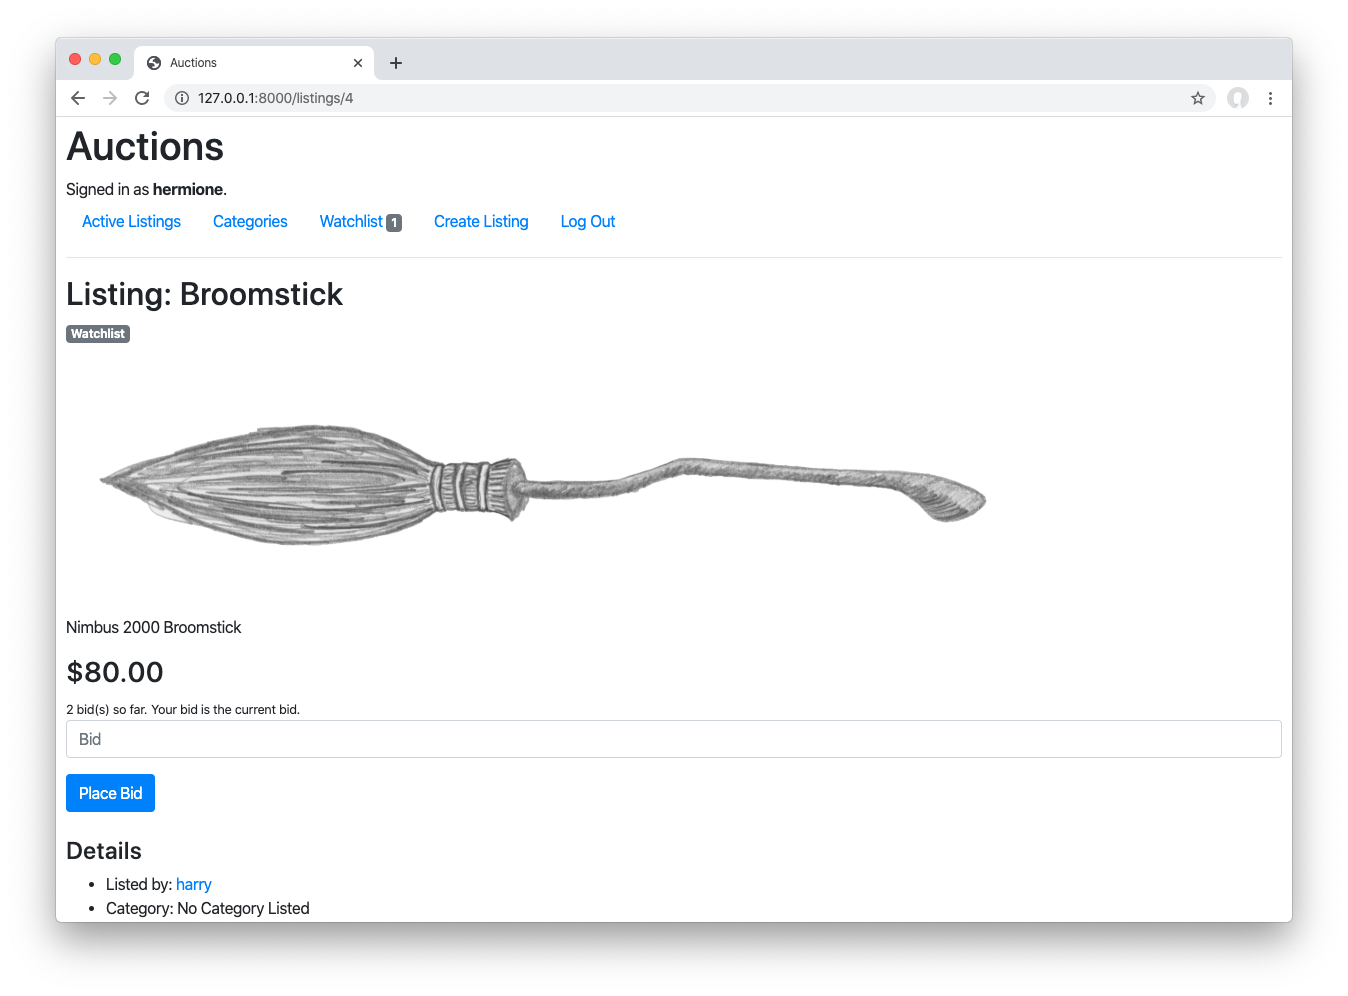 Auctions
127.0.0.1:8000/listings/4
Auctions
Signed in as hermione.
Active Listings Categories Watchlist 1 Create Listing Log Out
Listing: Broomstick
Watchlist
Nimbus 2000 Broomstick
$80.00
2 bid(s) so far. Your bid is the current bid.
Bid
Place Bid
Details
• Listed by: harry
• Category: No Category Listed